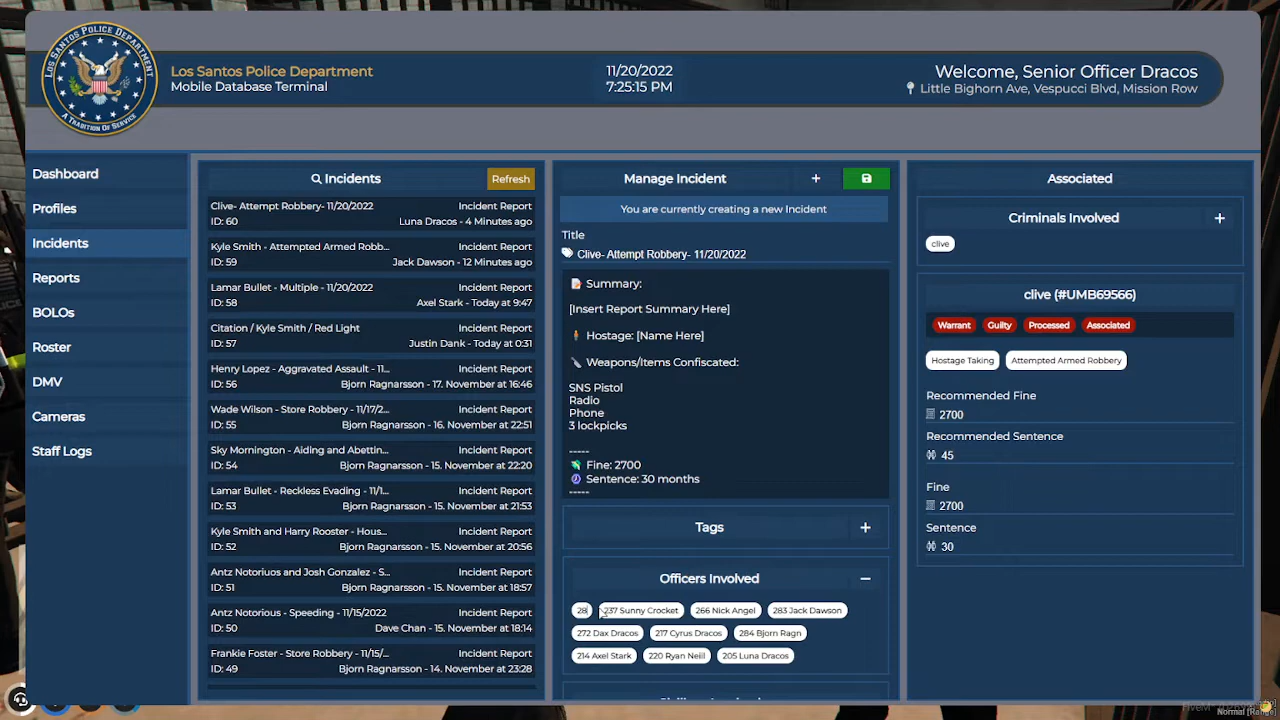 LOS SANTOS POLICE DEPARTMENT
A TRADITION OF SERVICE
Los Santos Police Department
Mobile Database Terminal
11/20/2022
7:25:15 PM
Welcome, Senior Officer Dracos
Little Bighorn Ave, Vespucci Blvd, Mission Row
Dashboard
Profiles
Incidents
Reports
BOLOs
Roster
DMV
Cameras
Staff Logs
Incidents
Refresh
Clive- Attempt Robbery- 11/20/2022 Incident Report
ID: 60 Luna Dracos - 4 Minutes ago
Kyle Smith - Attempted Armed Robb... Incident Report
ID: 59 Jack Dawson - 12 Minutes ago
Lamar Bullet - Multiple - 11/20/2022 Incident Report
ID: 58 Axel Stark - Today at 9:47
Citation / Kyle Smith / Red Light Incident Report
ID: 57 Justin Dank - Today at 0:31
Henry Lopez - Aggravated Assault - 11... Incident Report
ID: 56 Bjorn Ragnarsson - 17. November at 16:46
Wade Wilson - Store Robbery - 11/17/2... Incident Report
ID: 55 Bjorn Ragnarsson - 16. November at 22:51
Sky Mornington - Aiding and Abettin... Incident Report
ID: 54 Bjorn Ragnarsson - 15. November at 22:20
Lamar Bullet - Reckless Evading - 11/1... Incident Report
ID: 53 Bjorn Ragnarsson - 15. November at 21:53
Kyle Smith and Harry Rooster - Hous... Incident Report
ID: 52 Bjorn Ragnarsson - 15. November at 20:56
Antz Notoriuos and Josh Gonzalez - S... Incident Report
ID: 51 Bjorn Ragnarsson - 15. November at 18:57
Antz Notorious - Speeding - 11/15/2022 Incident Report
ID: 50 Dave Chan - 15. November at 18:14
Frankie Foster - Store Robbery - 11/15/... Incident Report
ID: 49 Bjorn Ragnarsson - 14. November at 23:28
Manage Incident +
You are currently creating a new Incident
Title
Clive- Attempt Robbery- 11/20/2022
📝 Summary:
[Insert Report Summary Here]
🧍 Hostage: [Name Here]
🔪 Weapons/Items Confiscated:
SNS Pistol
Radio
Phone
3 lockpicks
-----
💸 Fine: 2700
Sentence: 30 months
-----
Tags +
Officers Involved −
28 237 Sunny Crocket 266 Nick Angel 283 Jack Dawson
272 Dax Dracos 217 Cyrus Dracos 284 Bjorn Ragn
214 Axel Stark 220 Ryan Neill 205 Luna Dracos
Associated
Criminals Involved +
clive
clive (#UMB69566)
Warrant Guilty Processed Associated
Hostage Taking Attempted Armed Robbery
Recommended Fine
2700
Recommended Sentence
45
Fine
2700
Sentence
30